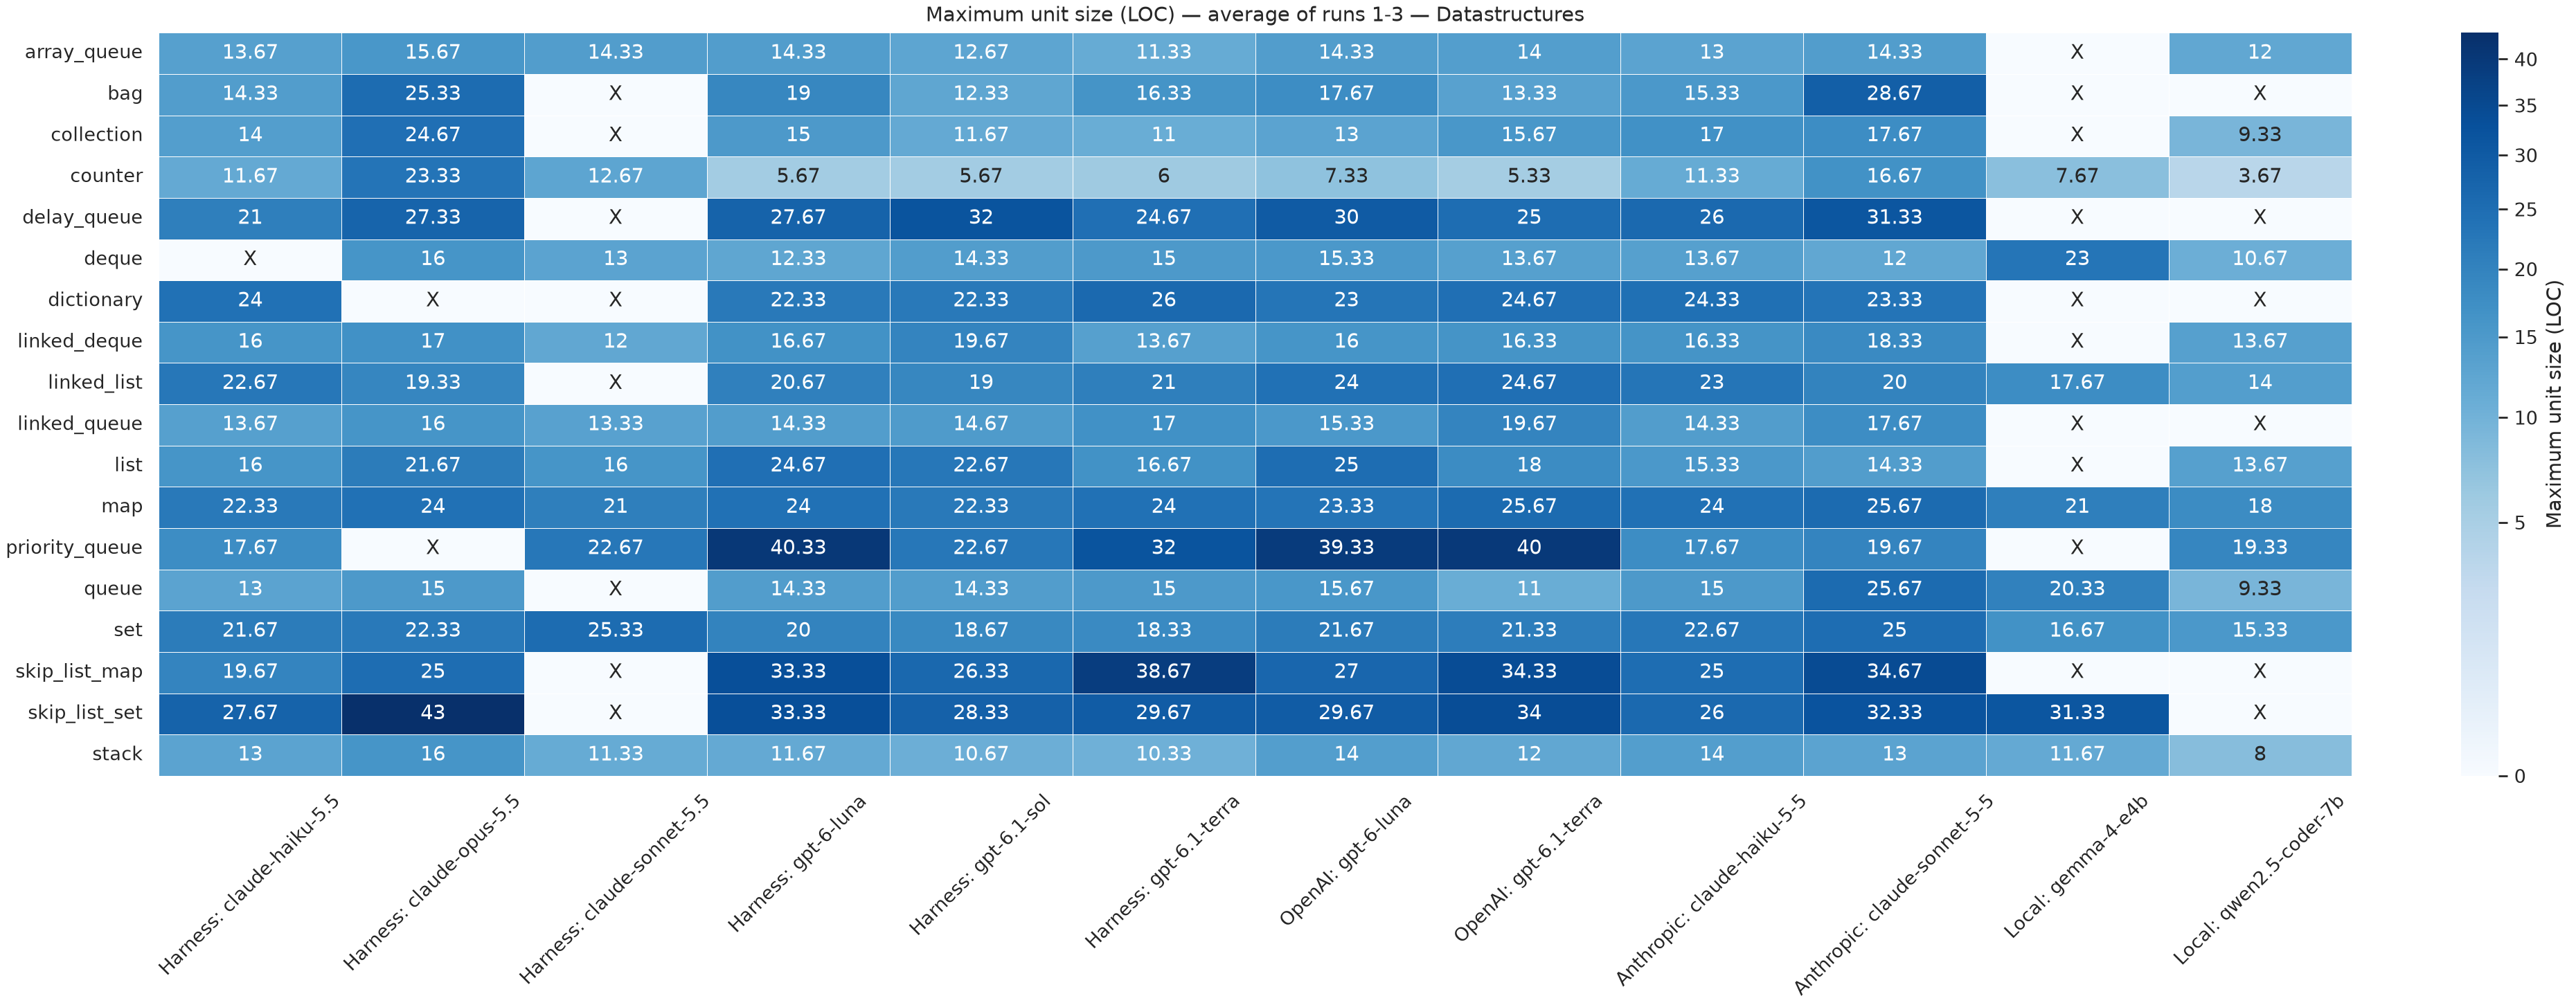 Maximum unit size (LOC) — average of runs 1-3 — Datastructures
array_queue 13.67 15.67 14.33 14.33 12.67 11.33 14.33 14 13 14.33 X 12
bag 14.33 25.33 X 19 12.33 16.33 17.67 13.33 15.33 28.67 X X
collection 14 24.67 X 15 11.67 11 13 15.67 17 17.67 X 9.33
counter 11.67 23.33 12.67 5.67 5.67 6 7.33 5.33 11.33 16.67 7.67 3.67
delay_queue 21 27.33 X 27.67 32 24.67 30 25 26 31.33 X X
deque X 16 13 12.33 14.33 15 15.33 13.67 13.67 12 23 10.67
dictionary 24 X X 22.33 22.33 26 23 24.67 24.33 23.33 X X
linked_deque 16 17 12 16.67 19.67 13.67 16 16.33 16.33 18.33 X 13.67
linked_list 22.67 19.33 X 20.67 19 21 24 24.67 23 20 17.67 14
linked_queue 13.67 16 13.33 14.33 14.67 17 15.33 19.67 14.33 17.67 X X
list 16 21.67 16 24.67 22.67 16.67 25 18 15.33 14.33 X 13.67
map 22.33 24 21 24 22.33 24 23.33 25.67 24 25.67 21 18
priority_queue 17.67 X 22.67 40.33 22.67 32 39.33 40 17.67 19.67 X 19.33
queue 13 15 X 14.33 14.33 15 15.67 11 15 25.67 20.33 9.33
set 21.67 22.33 25.33 20 18.67 18.33 21.67 21.33 22.67 25 16.67 15.33
skip_list_map 19.67 25 X 33.33 26.33 38.67 27 34.33 25 34.67 X X
skip_list_set 27.67 43 X 33.33 28.33 29.67 29.67 34 26 32.33 31.33 X
stack 13 16 11.33 11.67 10.67 10.33 14 12 14 13 11.67 8
Harness: claude-haiku-5.5
Harness: claude-opus-5.5
Harness: claude-sonnet-5.5
Harness: gpt-6-luna
Harness: gpt-6.1-sol
Harness: gpt-6.1-terra
OpenAI: gpt-6-luna
OpenAI: gpt-6.1-terra
Anthropic: claude-haiku-5-5
Anthropic: claude-sonnet-5-5
Local: gemma-4-e4b
Local: qwen2.5-coder-7b
40
35
30
25
20
15
10
5
0
Maximum unit size (LOC)